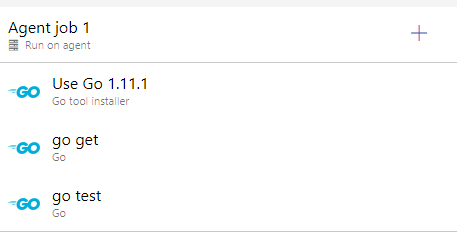 Agent job 1
Run on agent
GO Use Go 1.11.1
Go tool installer
GO go get
Go
GO go test
Go